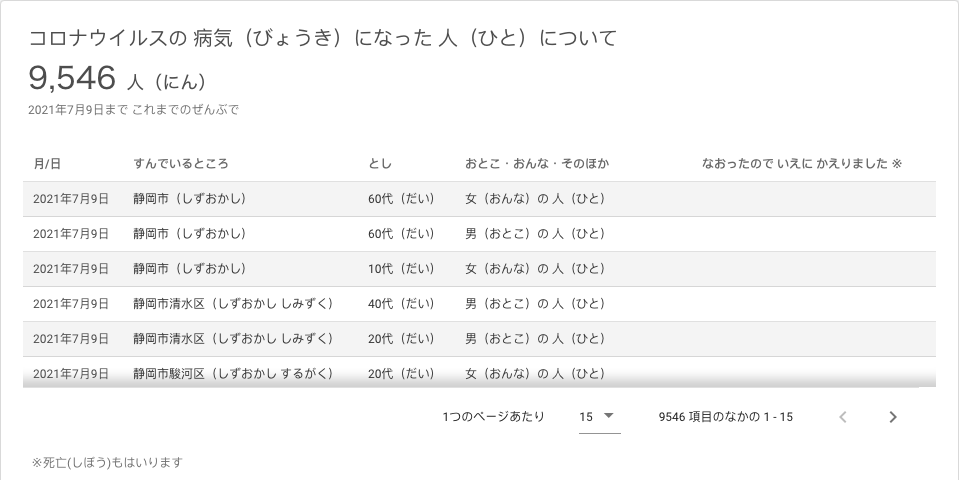 コロナウイルスの 病気（びょうき）になった 人（ひと）について
9,546 人（にん）
2021年7月9日まで これまでのぜんぶで
月/日 すんでいるところ とし おとこ・おんな・そのほか なおったので いえに かえりました ※
2021年7月9日 静岡市（しずおかし） 60代（だい） 女（おんな）の 人（ひと）
2021年7月9日 静岡市（しずおかし） 60代（だい） 男（おとこ）の 人（ひと）
2021年7月9日 静岡市（しずおかし） 10代（だい） 女（おんな）の 人（ひと）
2021年7月9日 静岡市清水区（しずおかし しみずく） 40代（だい） 男（おとこ）の 人（ひと）
2021年7月9日 静岡市清水区（しずおかし しみずく） 20代（だい） 男（おとこ）の 人（ひと）
2021年7月9日 静岡市駿河区（しずおかし するがく） 20代（だい） 女（おんな）の 人（ひと）
1つのページあたり 15 9546 項目のなかの 1 - 15
※死亡(しぼう)もはいります